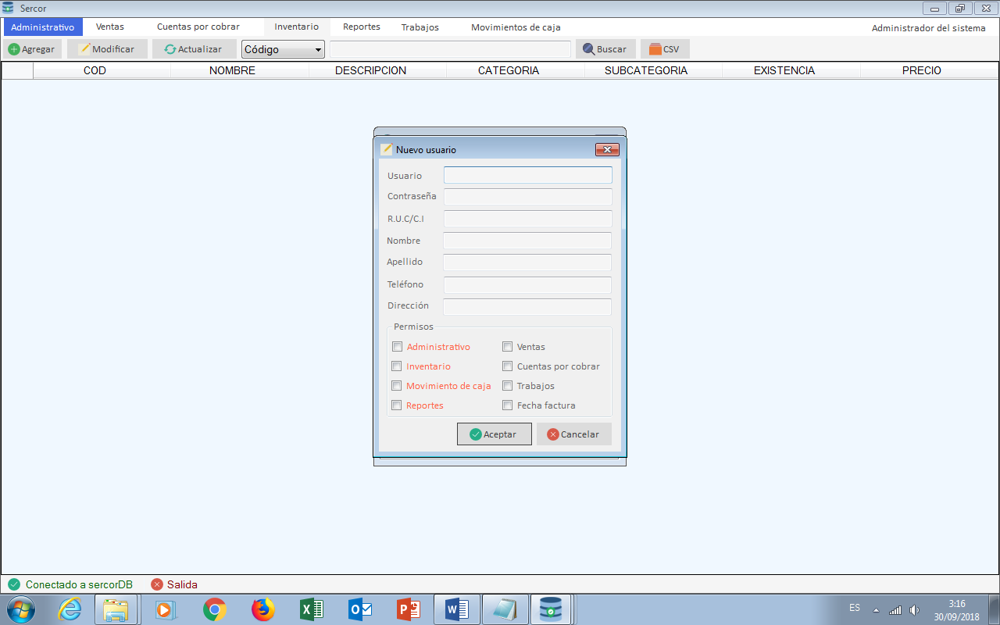 Sercor
Administrativo Ventas Cuentas por cobrar Inventario Reportes Trabajos Movimientos de caja Administrador del sistema
Agregar Modificar Actualizar Código Buscar CSV
COD NOMBRE DESCRIPCION CATEGORIA SUBCATEGORIA EXISTENCIA PRECIO
Nuevo usuario
Usuario
Contraseña
R.U.C/C.I
Nombre
Apellido
Teléfono
Dirección
Permisos
Administrativo Ventas
Inventario Cuentas por cobrar
Movimiento de caja Trabajos
Reportes Fecha factura
Aceptar Cancelar
Conectado a sercorDB Salida
ES 3:16
30/09/2018